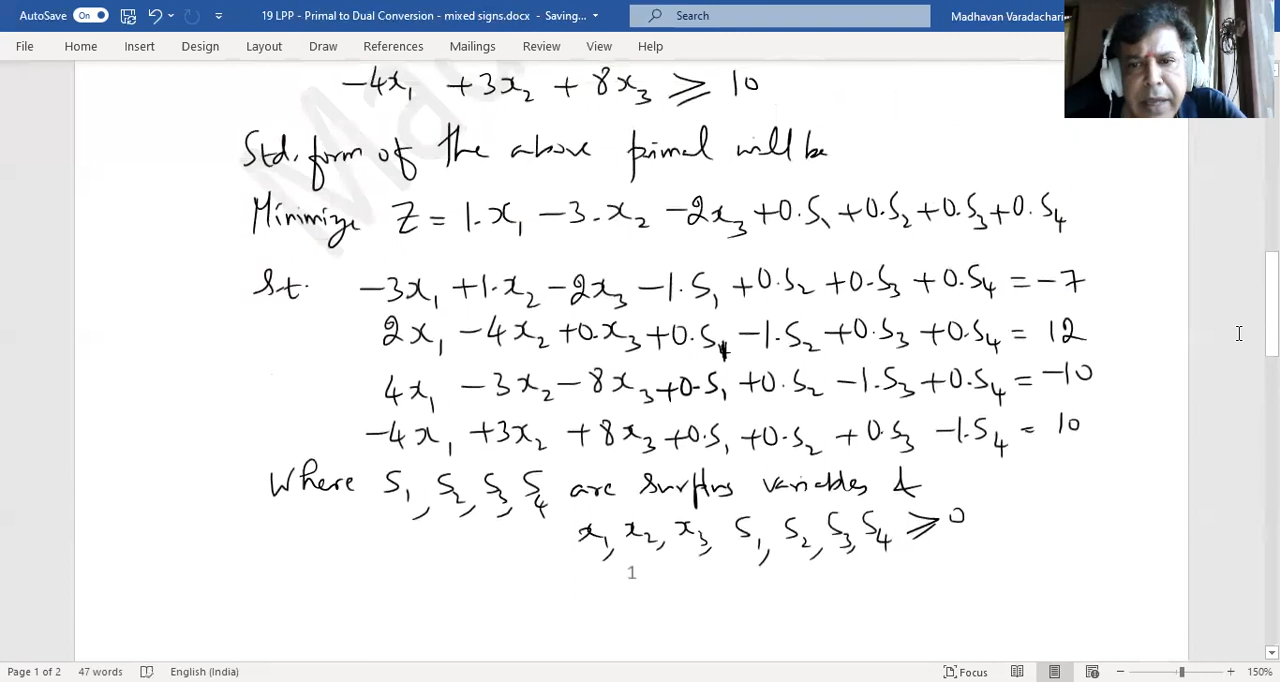 AutoSave On 19 LPP - Primal to Dual Conversion - mixed signs.docx - Saving... Search Madhavan Varadachari
File Home Insert Design Layout Draw References Mailings Review View Help
-4x₁ +3x₂ + 8x₃ ≥ 10
Std. form of the above primal will be
Minimize Z = 1.x₁ -3.x₂ -2x₃ +0.S₁ +0.S₂ +0.S₃ +0.S₄
St. -3x₁ +1.x₂ -2x₃ -1.S₁ +0.S₂ +0.S₃ +0.S₄ = -7
2x₁ -4x₂ +0.x₃ +0.S₁ -1.S₂ +0.S₃ +0.S₄ = 12
4x₁ -3x₂ -8x₃ +0.S₁ +0.S₂ -1.S₃ +0.S₄ = -10
-4x₁ +3x₂ +8x₃ +0.S₁ +0.S₂ +0.S₃ -1.S₄ = 10
Where S₁, S₂, S₃, S₄ are surplus variables &
x₁, x₂, x₃, S₁, S₂, S₃, S₄ ≥ 0
1
Page 1 of 2 47 words English (India) Focus 150%